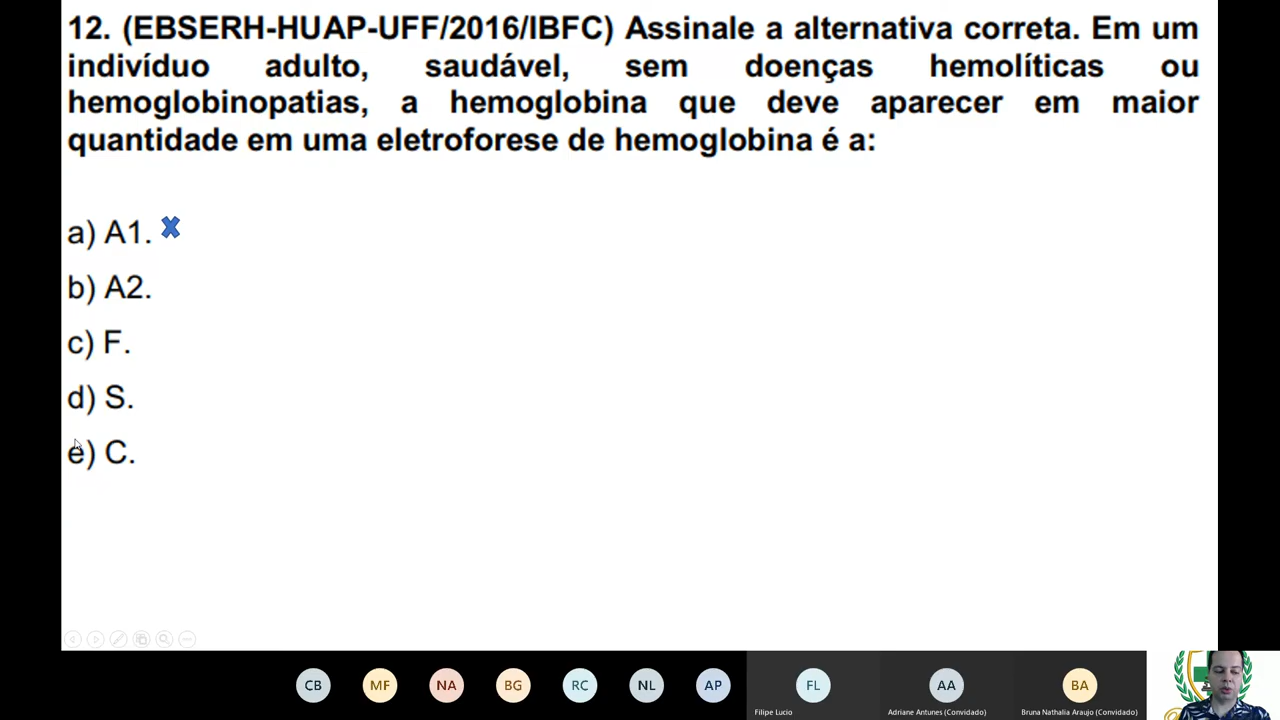 12. (EBSERH-HUAP-UFF/2016/IBFC) Assinale a alternativa correta. Em um
indivíduo adulto, saudável, sem doenças hemolíticas ou
hemoglobinopatias, a hemoglobina que deve aparecer em maior
quantidade em uma eletroforese de hemoglobina é a:
a) A1.
b) A2.
c) F.
d) S.
e) C.
CB MF NA BG RC NL AP FL AA BA
Filipe Lucio Adriane Antunes (Convidado) Bruna Nathalia Araujo (Convidado)